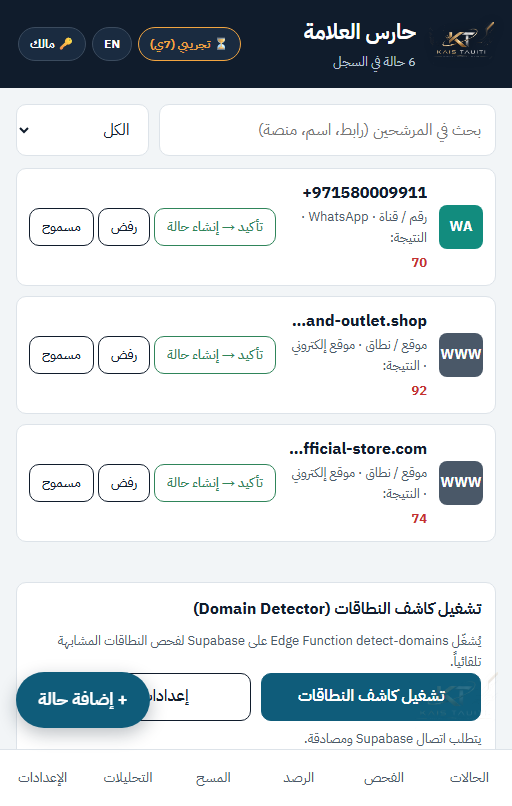 حارس العلامة
6 حالة في السجل
⏳ تجريبي (7ي)
EN
🔑 مالك
KAIS TAUITI
بحث في المرشحين (رابط، اسم، منصة)
الكل
+971580009911
رقم / قناة · WhatsApp ·
النتيجة:
70
WA
تأكيد → إنشاء حالة
رفض
مسموح
...and-outlet.shop
موقع / نطاق · موقع إلكتروني
· النتيجة:
92
WWW
تأكيد → إنشاء حالة
رفض
مسموح
...fficial-store.com
موقع / نطاق · موقع إلكتروني
· النتيجة:
74
WWW
تأكيد → إنشاء حالة
رفض
مسموح
تشغيل كاشف النطاقات (Domain Detector)
يُشغّل Edge Function detect-domains على Supabase لفحص النطاقات المشابهة
تلقائياً.
تشغيل كاشف النطاقات
+ إضافة حالة
يتطلب اتصال Supabase ومصادقة.
الحالات
الفحص
الرصد
المسح
التحليلات
الإعدادات